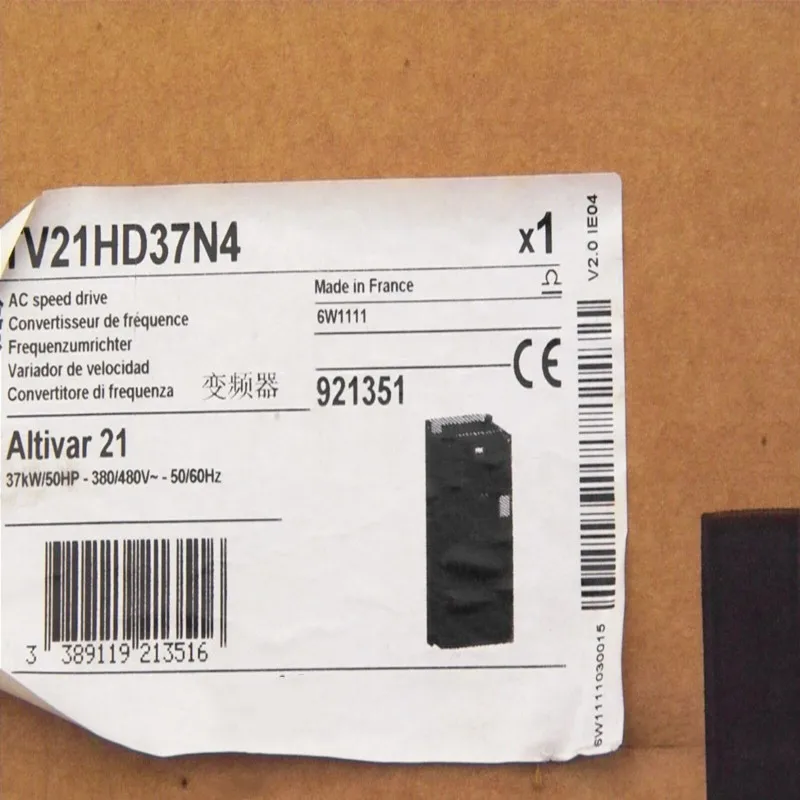 TV21HD37N4
x1
AC speed drive
Convertisseur de fréquence
Frequenzumrichter
Variador de velocidad
Convertitore di frequenza 变频器
Made in France
6W1111
921351
CE
Altivar 21
37kW/50HP - 380/480V~ - 50/60Hz
3 389119 213516
V2.0 IE04
6W1111030015